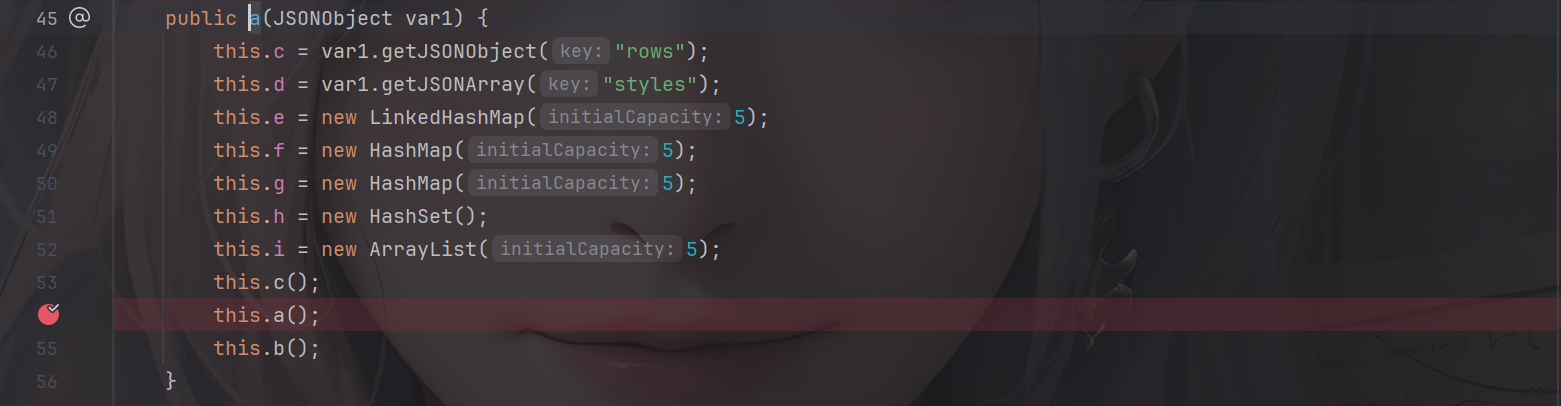 45 @ public a(JSONObject var1) {
46 this.c = var1.getJSONObject( key: "rows");
47 this.d = var1.getJSONArray( key: "styles");
48 this.e = new LinkedHashMap( initialCapacity: 5);
49 this.f = new HashMap( initialCapacity: 5);
50 this.g = new HashMap( initialCapacity: 5);
51 this.h = new HashSet();
52 this.i = new ArrayList( initialCapacity: 5);
53 this.c();
this.a();
55 this.b();
56 }